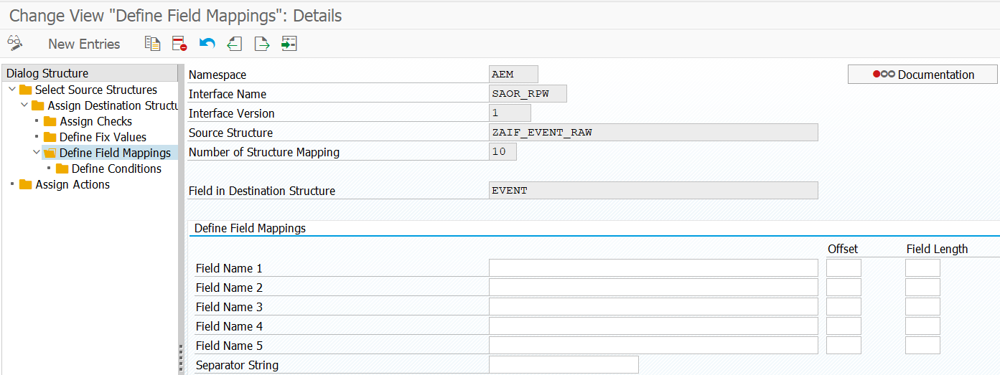 Change View "Define Field Mappings": Details
New Entries
Dialog Structure
Select Source Structures
Assign Destination Structu
Assign Checks
Define Fix Values
Define Field Mappings
Define Conditions
Assign Actions
Namespace AEM Documentation
Interface Name SAOR_RPW
Interface Version 1
Source Structure ZAIF_EVENT_RAW
Number of Structure Mapping 10
Field in Destination Structure EVENT
Define Field Mappings
Offset Field Length
Field Name 1
Field Name 2
Field Name 3
Field Name 4
Field Name 5
Separator String